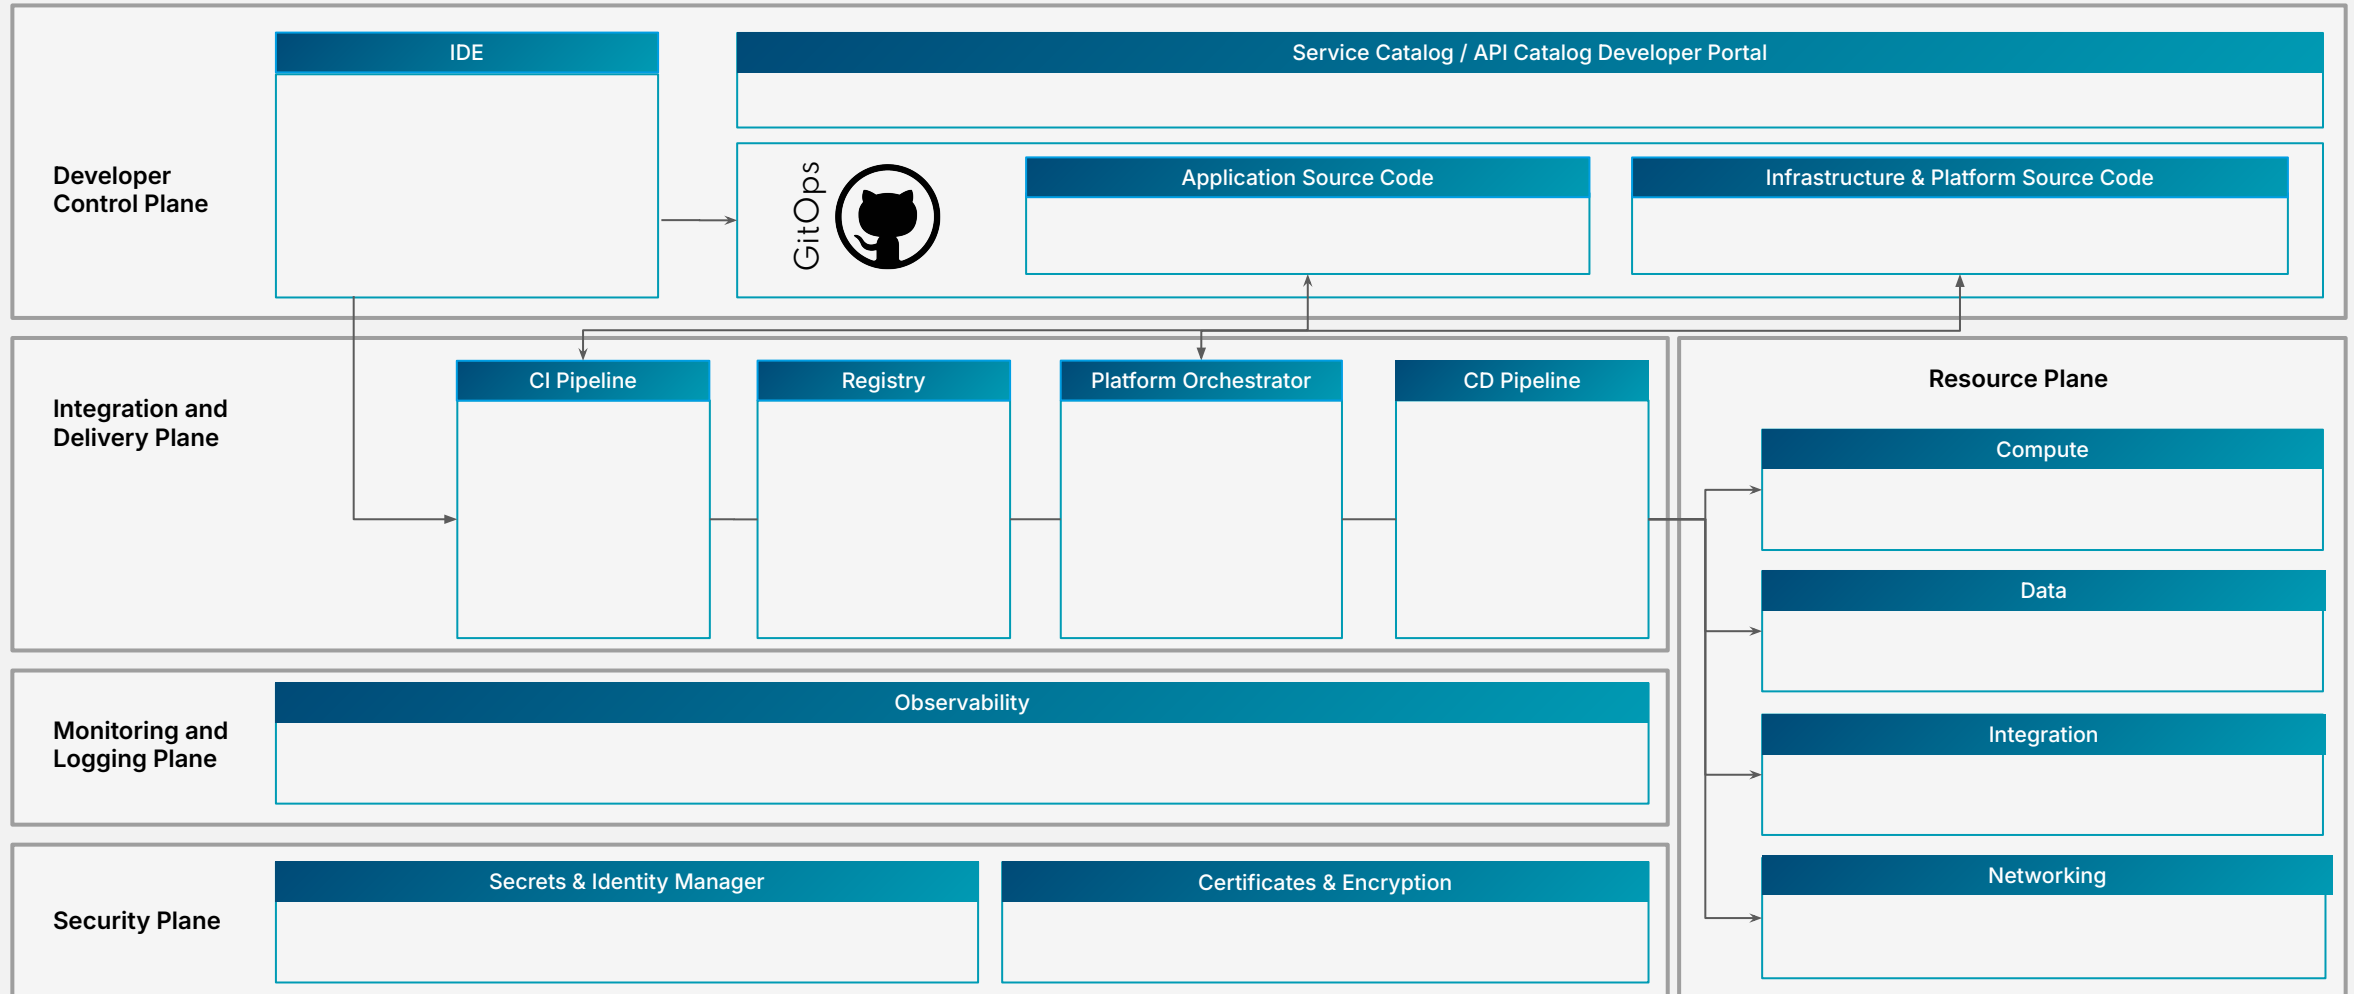 IDE
Service Catalog / API Catalog Developer Portal
Developer
Control Plane
GitOps
Application Source Code
Infrastructure & Platform Source Code
Integration and
Delivery Plane
CI Pipeline
Registry
Platform Orchestrator
CD Pipeline
Resource Plane
Compute
Data
Integration
Networking
Monitoring and
Logging Plane
Observability
Security Plane
Secrets & Identity Manager
Certificates & Encryption